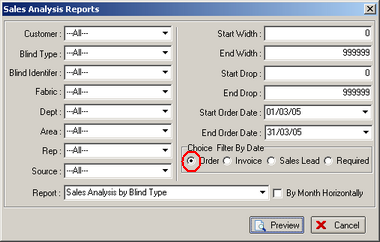 Sales Analysis Reports
Customer : ---All---
Start Width : 0
Blind Type : ---All---
End Width : 999999
Blind Identifer : ---All---
Start Drop : 0
Fabric : ---All---
End Drop : 999999
Dept : ---All---
Start Order Date : 01/03/05
Area : ---All---
End Order Date : 31/03/05
Rep : ---All---
Choice Filter By Date
Order Invoice Sales Lead Required
Source : ---All---
Report : Sales Analysis by Blind Type
By Month Horizontally
Preview Cancel